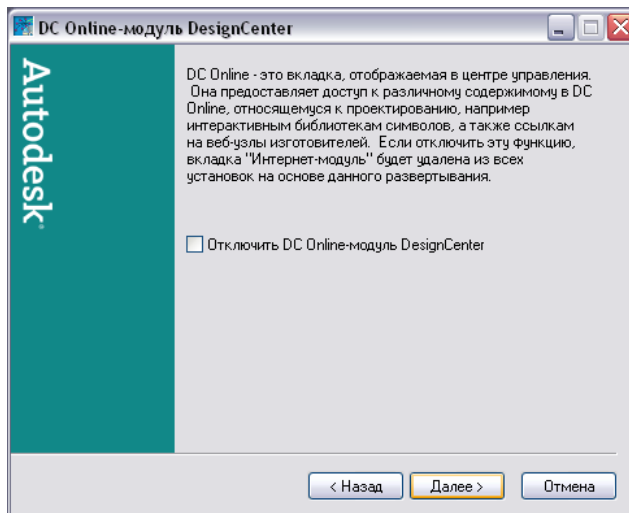 DC Online-модуль DesignCenter
Autodesk®
DC Online - это вкладка, отображаемая в центре управления.
Она предоставляет доступ к различному содержимому в DC
Online, относящемуся к проектированию, например
интерактивным библиотекам символов, а также ссылкам
на веб-узлы изготовителей. Если отключить эту функцию,
вкладка "Интернет-модуль" будет удалена из всех
установок на основе данного развертывания.
Отключить DC Online-модуль DesignCenter
< Назад
Далее >
Отмена